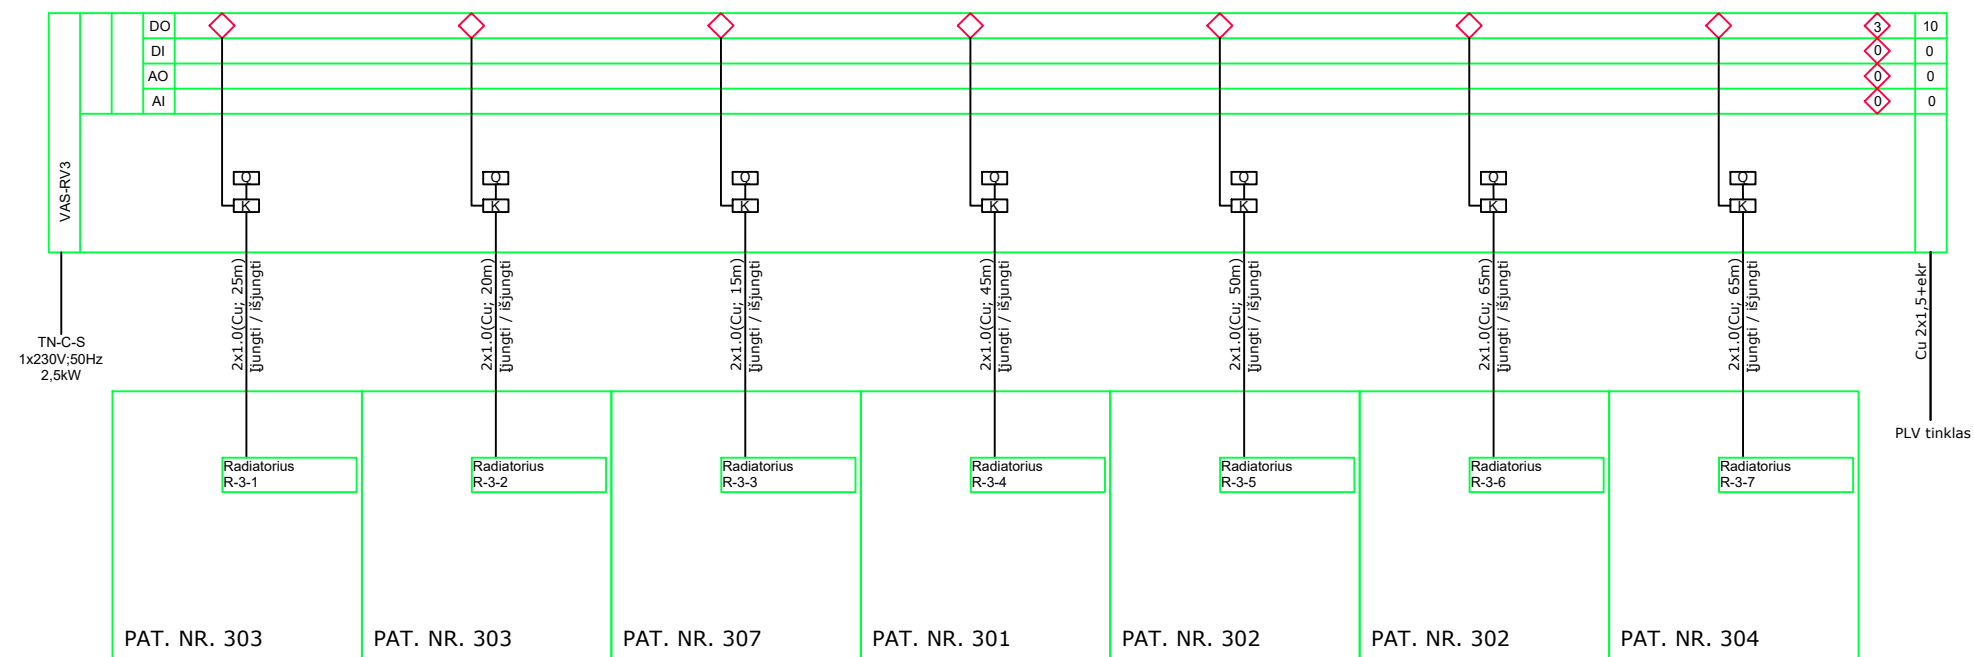 DO
3
10
DI
0
0
AO
0
0
AI
0
0
VAS-RV3
Q
Q
Q
Q
Q
Q
Q
K
K
K
K
K
K
K
TN-C-S
1x230V;50Hz
2,5kW
2x1.0(Cu; 25m)
Įjungti / išjungti
2x1.0(Cu; 20m)
Įjungti / išjungti
2x1.0(Cu; 15m)
Įjungti / išjungti
2x1.0(Cu; 45m)
Įjungti / išjungti
2x1.0(Cu; 50m)
Įjungti / išjungti
2x1.0(Cu; 65m)
Įjungti / išjungti
2x1.0(Cu; 65m)
Įjungti / išjungti
Cu 2x1,5+ekr
PLV tinklas
Radiatorius
R-3-1
Radiatorius
R-3-2
Radiatorius
R-3-3
Radiatorius
R-3-4
Radiatorius
R-3-5
Radiatorius
R-3-6
Radiatorius
R-3-7
PAT. NR. 303
PAT. NR. 303
PAT. NR. 307
PAT. NR. 301
PAT. NR. 302
PAT. NR. 302
PAT. NR. 304